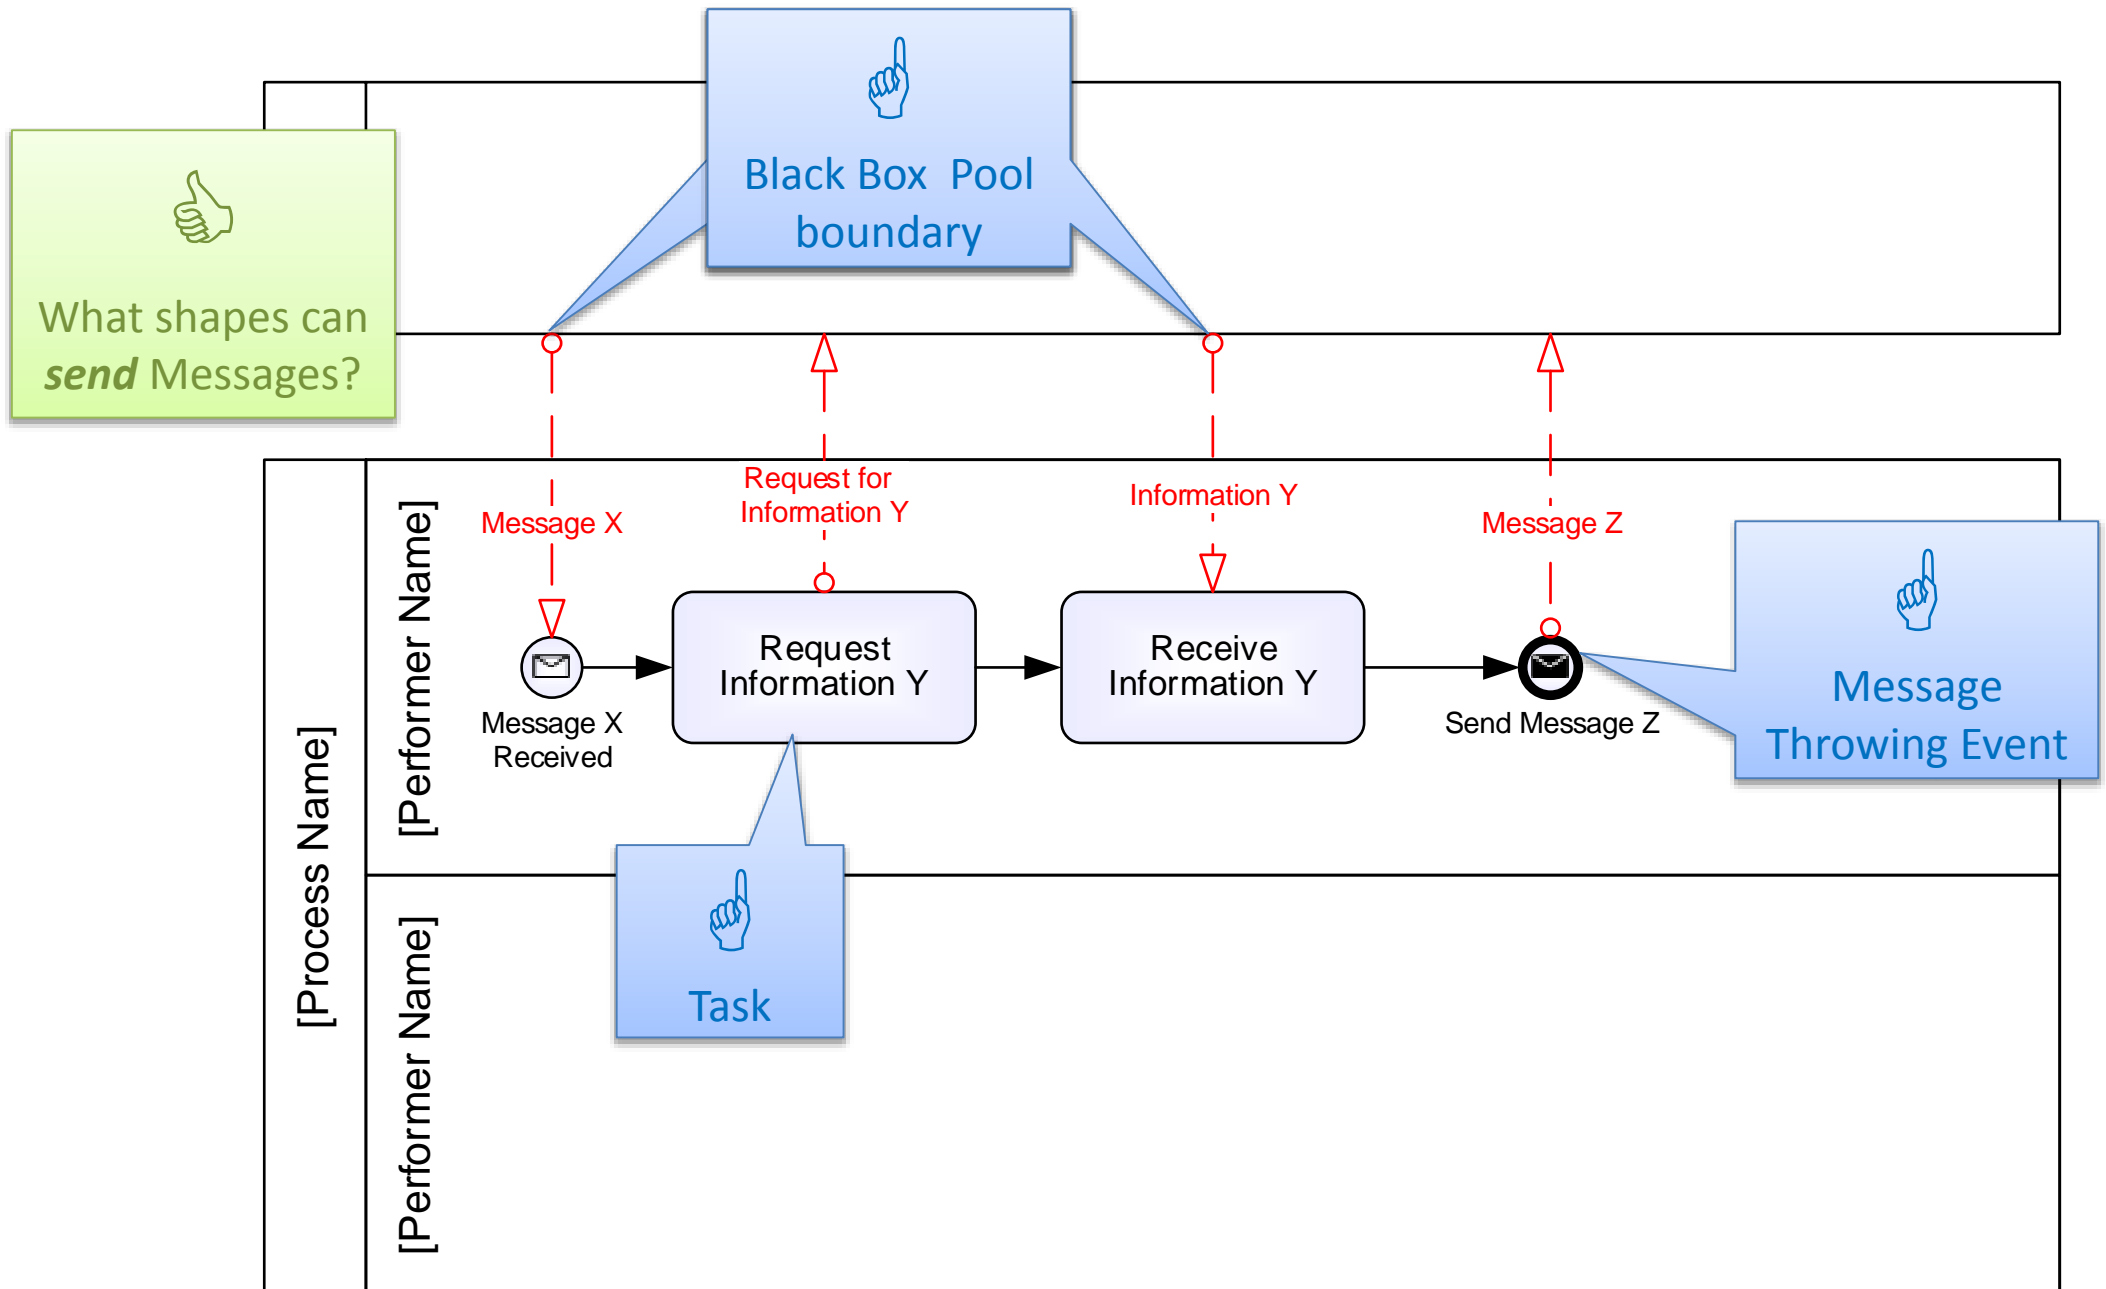 Black Box  Pool
boundary
What shapes can
send Messages?
Message X
Request for
Information Y
Information Y
Message Z
[Process Name]
[Performer Name]
Message X
Received
Request
Information Y
Receive
Information Y
Send Message Z
Message
Throwing Event
Task
[Performer Name]